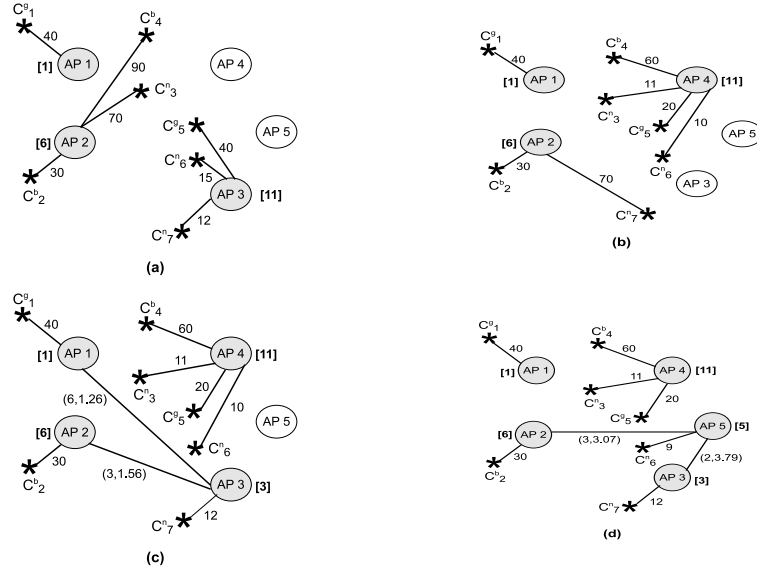 C^g_1
40
[1] AP 1
C^b_4
90
AP 4
C^n_3
70
[6] AP 2
30
C^b_2
C^g_5
40
AP 5
C^n_6
15
AP 3 [11]
12
C^n_7
(a)
C^g_1
40
[1] AP 1
C^b_4
60
AP 4 [11]
11
C^n_3
20
C^g_5
10
AP 5
[6] AP 2
30
C^b_2
70
C^n_6
AP 3
C^n_7
(b)
C^g_1
40
[1] AP 1
C^b_4
60
AP 4 [11]
11
C^n_3
20
C^g_5
10
AP 5
(6,1.26)
[6] AP 2
30
C^b_2
(3,1.56)
C^n_6
AP 3 [3]
12
C^n_7
(c)
C^g_1
40
[1] AP 1
C^b_4
60
AP 4 [11]
11
C^n_3
20
C^g_5
AP 5 [5]
[6] AP 2
(3,3.07)
30
C^b_2
9
C^n_6
(2,3.79)
AP 3 [3]
12
C^n_7
(d)